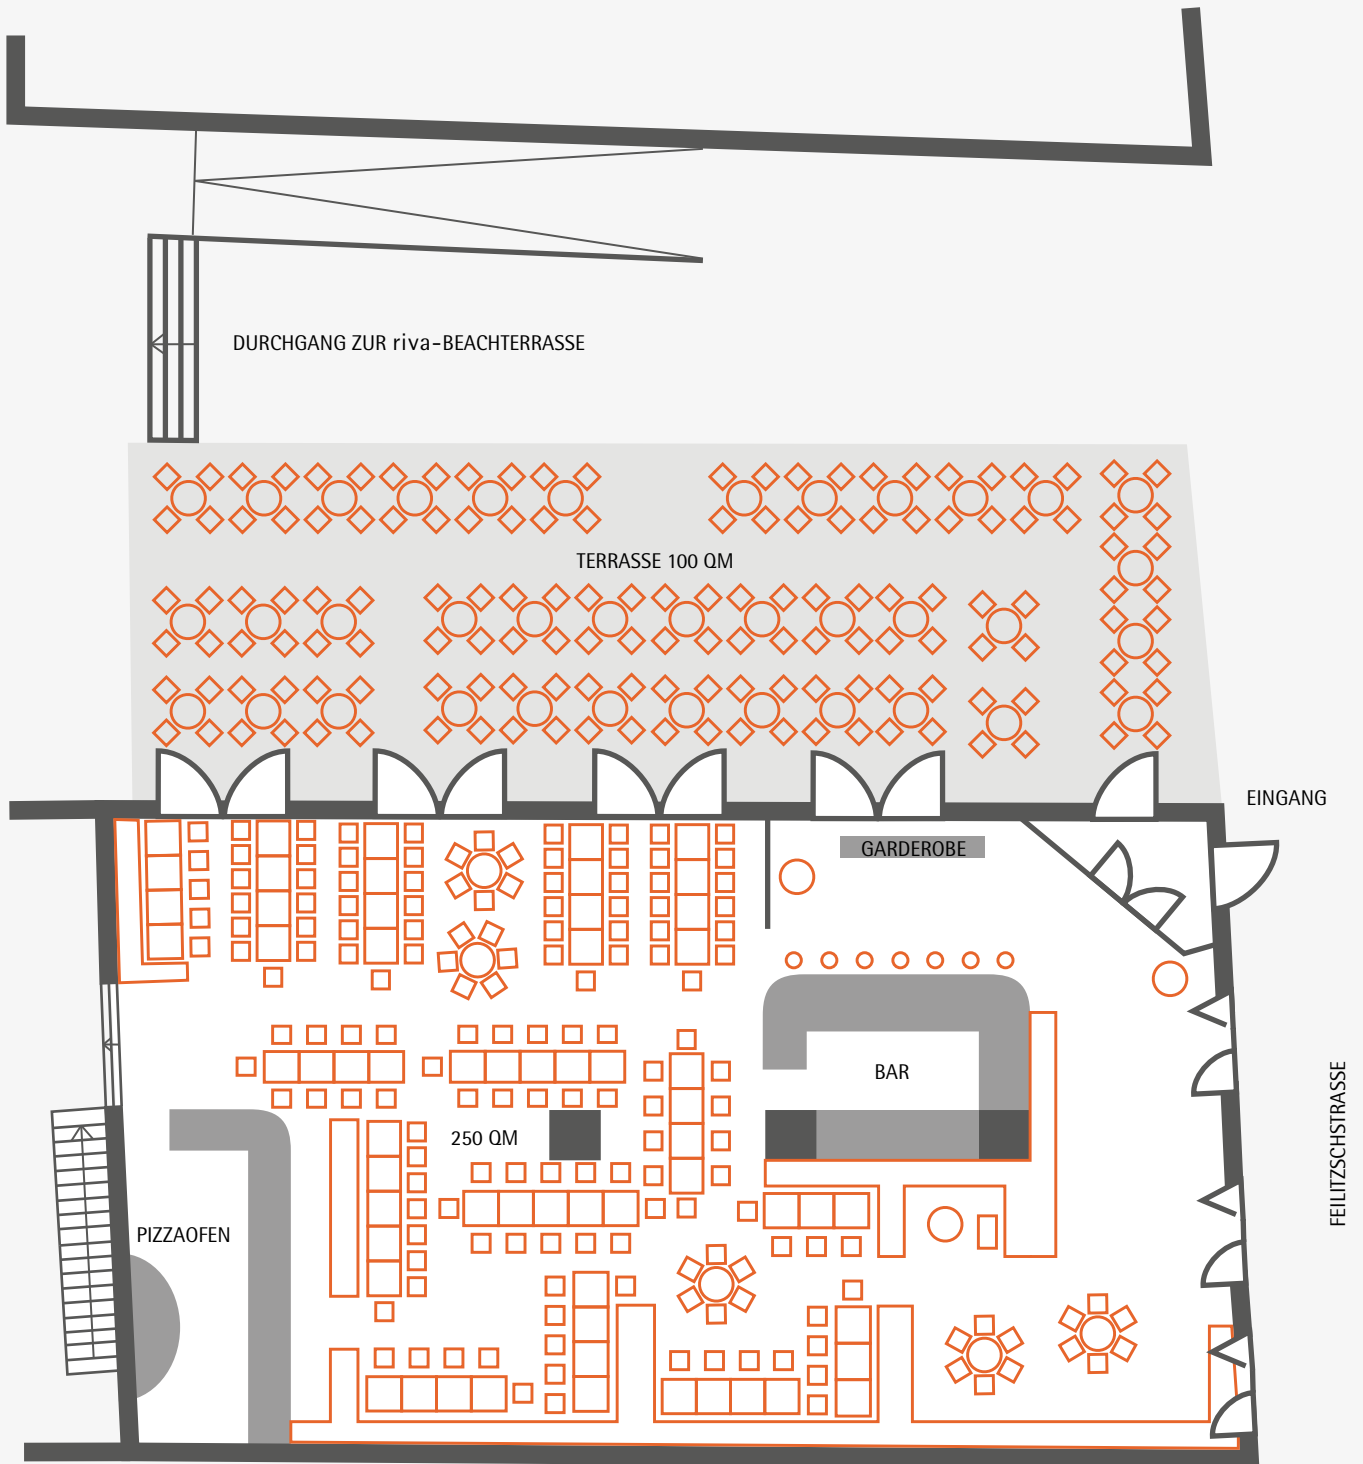 DURCHGANG ZUR riva-BEACHTERRASSE
TERRASSE 100 QM
EINGANG
GARDEROBE
BAR
250 QM
PIZZAOFEN
FEILITZSCHSTRASSE